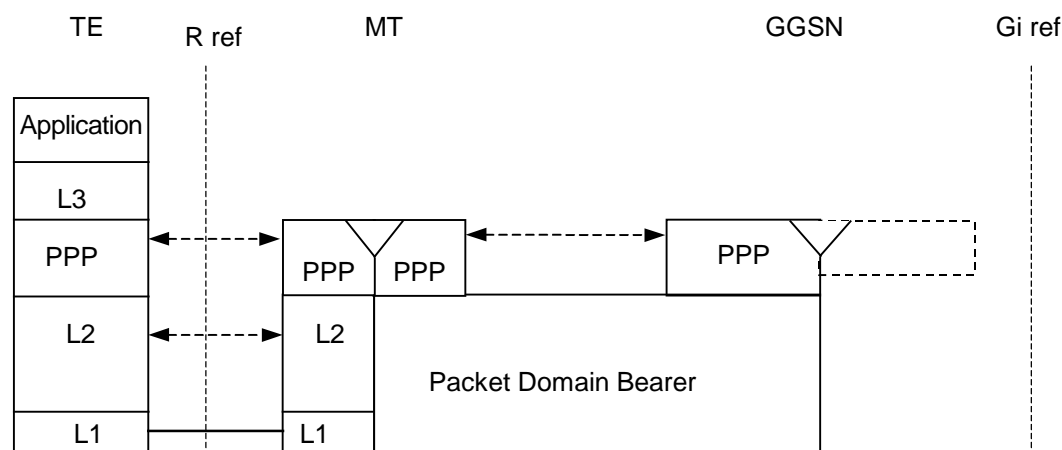 TE
R ref
MT
GGSN
Gi ref
Application
L3
PPP
PPP
PPP
PPP
L2
L2
Packet Domain Bearer
L1
L1